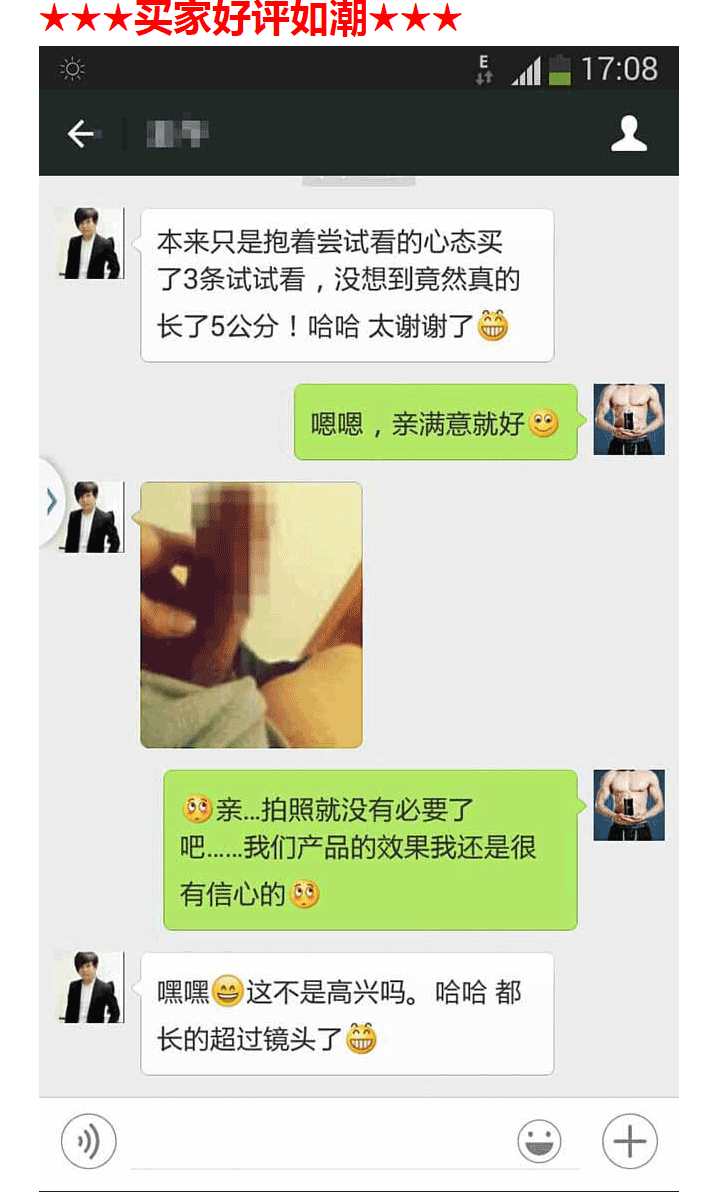 ★★★买家好评如潮★★★
E 17:08
本来只是抱着尝试看的心态买
了3条试试看，没想到竟然真的
长了5公分！哈哈 太谢谢了
嗯嗯，亲满意就好
亲...拍照就没有必要了
吧......我们产品的效果我还是很
有信心的
嘿嘿这不是高兴吗。哈哈 都
长的超过镜头了